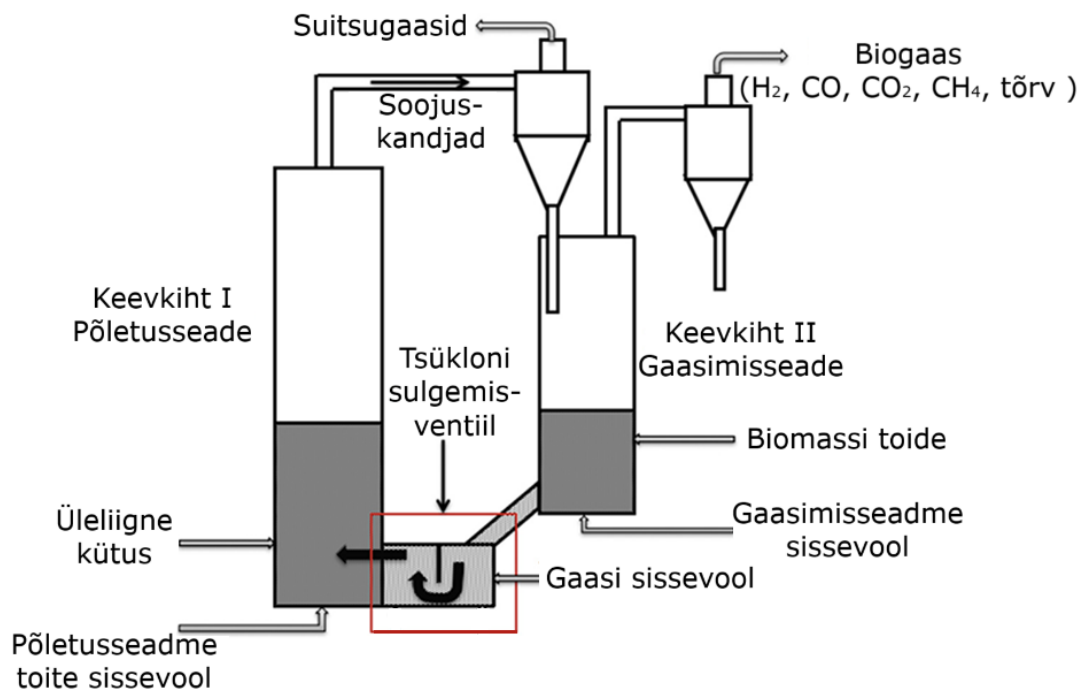 Suitsugaasid
Biogaas
(H₂, CO, CO₂, CH₄, tõrv )
Soojus-
kandjad
Keevkiht I
Põletusseade
Keevkiht II
Gaasimisseade
Tsükloni
sulgemis-
ventiil
Biomassi toide
Üleliigne
kütus
Gaasimisseadme
sissevool
Gaasi sissevool
Põletusseadme
toite sissevool